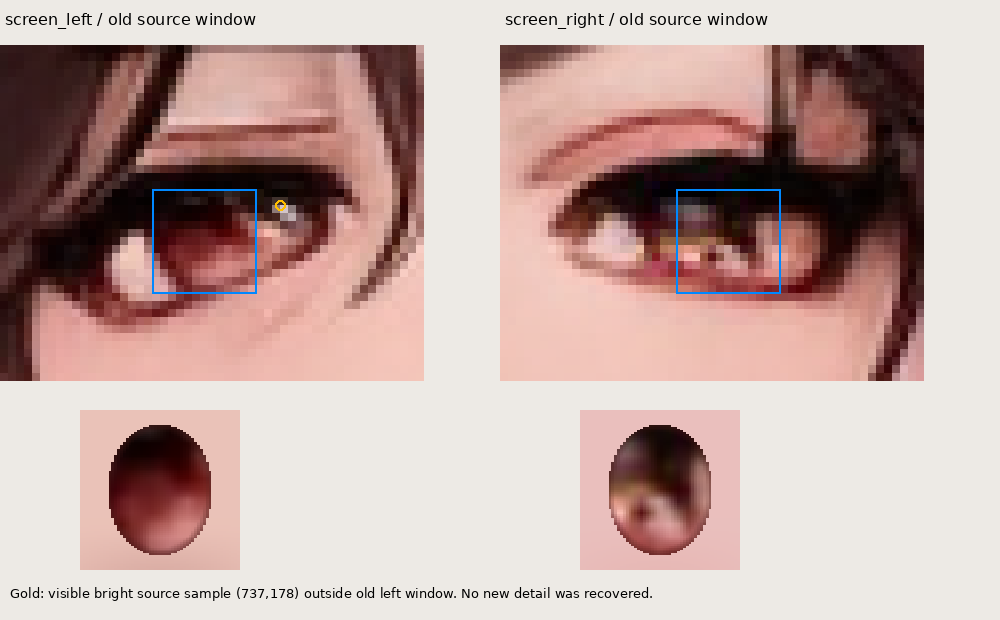 screen_left / old source window
screen_right / old source window
Gold: visible bright source sample (737,178) outside old left window. No new detail was recovered.